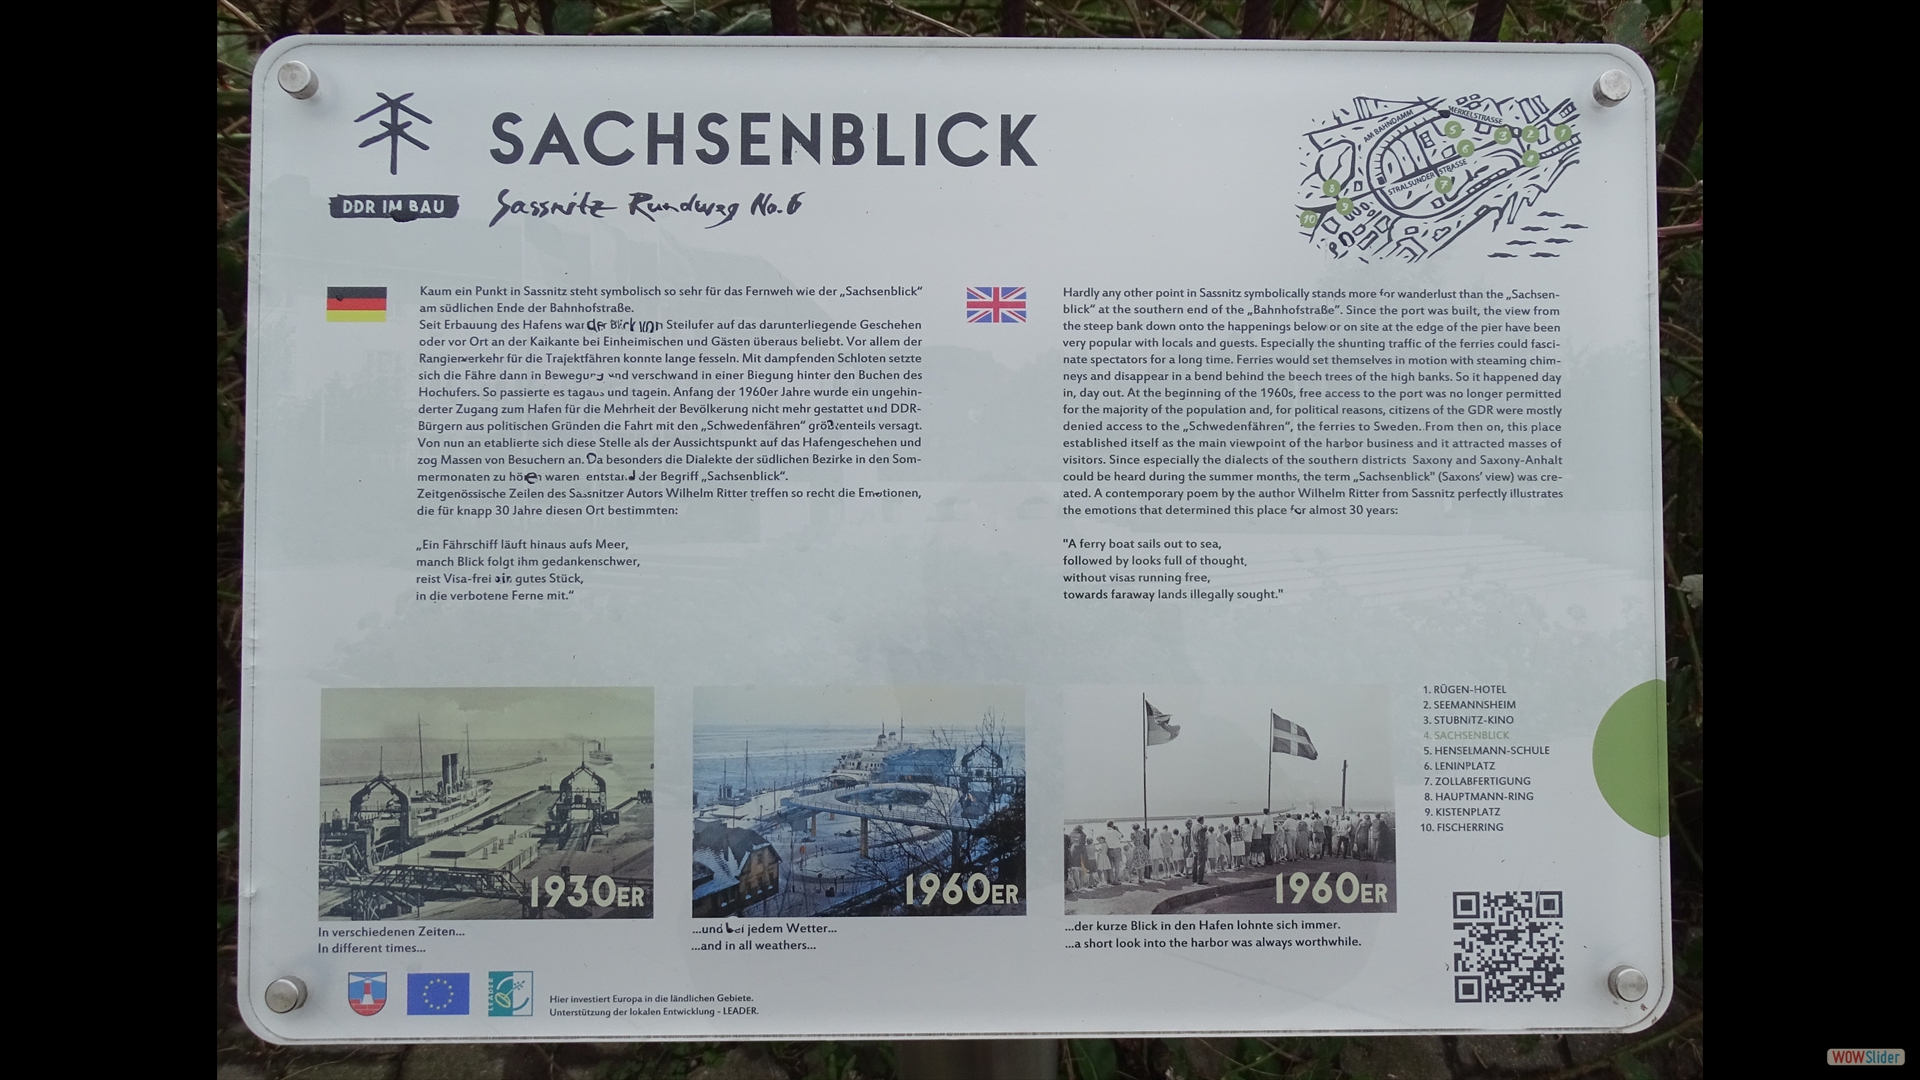 SACHSENBLICK
DDR IM BAU
Sassnitz Rundweg No.6
AM BAHNDAMM
MERKELSTRASSE
STRALSUNDER STRASSE
1
2
3
4
5
6
7
8
9
10
Kaum ein Punkt in Sassnitz steht symbolisch so sehr für das Fernweh wie der „Sachsenblick“
am südlichen Ende der Bahnhofstraße.
Seit Erbauung des Hafens war der Blick von Steilufer auf das darunterliegende Geschehen
oder vor Ort an der Kaikante bei Einheimischen und Gästen überaus beliebt. Vor allem der
Rangierverkehr für die Trajektfähren konnte lange fesseln. Mit dampfenden Schloten setzte
sich die Fähre dann in Bewegung und verschwand in einer Biegung hinter den Buchen des
Hochufers. So passierte es tagaus und tagein. Anfang der 1960er Jahre wurde ein ungehin-
derter Zugang zum Hafen für die Mehrheit der Bevölkerung nicht mehr gestattet und DDR-
Bürgern aus politischen Gründen die Fahrt mit den „Schwedenfähren“ größtenteils versagt.
Von nun an etablierte sich diese Stelle als der Aussichtspunkt auf das Hafengeschehen und
zog Massen von Besuchern an. Da besonders die Dialekte der südlichen Bezirke in den Som-
mermonaten zu hören waren entstand der Begriff „Sachsenblick“.
Zeitgenössische Zeilen des Sassnitzer Autors Wilhelm Ritter treffen so recht die Emotionen,
die für knapp 30 Jahre diesen Ort bestimmten:
„Ein Fährschiff läuft hinaus aufs Meer,
manch Blick folgt ihm gedankenschwer,
reist Visa-frei ein gutes Stück,
in die verbotene Ferne mit.“
Hardly any other point in Sassnitz symbolically stands more for wanderlust than the „Sachsen-
blick“ at the southern end of the „Bahnhofstraße“. Since the port was built, the view from
the steep bank down onto the happenings below or on site at the edge of the pier have been
very popular with locals and guests. Especially the shunting traffic of the ferries could fasci-
nate spectators for a long time. Ferries would set themselves in motion with steaming chim-
neys and disappear in a bend behind the beech trees of the high banks. So it happened day
in, day out. At the beginning of the 1960s, free access to the port was no longer permitted
for the majority of the population and, for political reasons, citizens of the GDR were mostly
denied access to the „Schwedenfähren“, the ferries to Sweden. From then on, this place
established itself as the main viewpoint of the harbor business and it attracted masses of
visitors. Since especially the dialects of the southern districts Saxony and Saxony-Anhalt
could be heard during the summer months, the term „Sachsenblick“ (Saxons’ view) was cre-
ated. A contemporary poem by the author Wilhelm Ritter from Sassnitz perfectly illustrates
the emotions that determined this place for almost 30 years:
"A ferry boat sails out to sea,
followed by looks full of thought,
without visas running free,
towards faraway lands illegally sought."
1930ER
In verschiedenen Zeiten...
In different times...
1960ER
...und bei jedem Wetter...
...and in all weathers...
1960ER
...der kurze Blick in den Hafen lohnte sich immer.
...a short look into the harbor was always worthwhile.
1. RÜGEN-HOTEL
2. SEEMANNSHEIM
3. STUBNITZ-KINO
4. SACHSENBLICK
5. HENSELMANN-SCHULE
6. LENINPLATZ
7. ZOLLABFERTIGUNG
8. HAUPTMANN-RING
9. KISTENPLATZ
10. FISCHERRING
LEADER
Hier investiert Europa in die ländlichen Gebiete.
Unterstützung der lokalen Entwicklung - LEADER.
WOWSlider